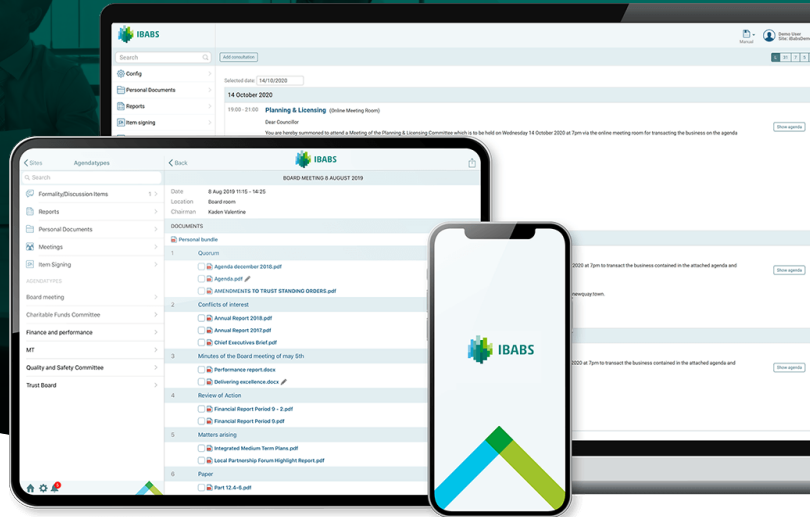 IBABS
Manual
Demo User
Search
Add consultation
Config
Personal Documents
Reports
Item signing
Selected date: 14/10/2020
14 October 2020
19:00 - 21:00 Planning & Licensing (Online Meeting Room)
Dear Councillor
You are hereby summoned to attend a Meeting of the Planning & Licensing Committee which is to be held on Wednesday 14 October 2020 at 7pm via the online meeting room for transacting the business on the agenda
Show agenda
2020 at 7pm to transact the business contained in the attached agenda and
Show agenda
newquay.town.
2020 at 7pm to transact the business contained in the attached agenda and
Show agenda
Sites
Agendatypes
Search
Formality/Discussion Items 1
Reports
Personal Documents
Meetings
Item Signing
AGENDATYPES
Board meeting
Charitable Funds Committee
Finance and performance
MT
Quality and Safety Committee
Trust Board
Back
IBABS
BOARD MEETING 8 AUGUST 2019
Date 8 Aug 2019 11:15 - 14:25
Location Board room
Chairman Kaden Valentine
DOCUMENTS
Personal bundle
1 Quorum
Agenda december 2018.pdf
Agenda.pdf
AMENDMENTS TO TRUST STANDING ORDERS.pdf
2 Conflicts of interest
Annual Report 2018.pdf
Annual Report 2017.pdf
Chief Executives Brief.pdf
3 Minutes of the Board meeting of may 5th
Performance report.docx
Delivering excellence.docx
4 Review of Action
Financial Report Period 9 - 2.pdf
Financial Report Period 9.pdf
5 Matters arising
Integrated Medium Term Plans.pdf
Local Partnership Forum Highlight Report.pdf
6 Paper
Part 12.4-6.pdf
IBABS